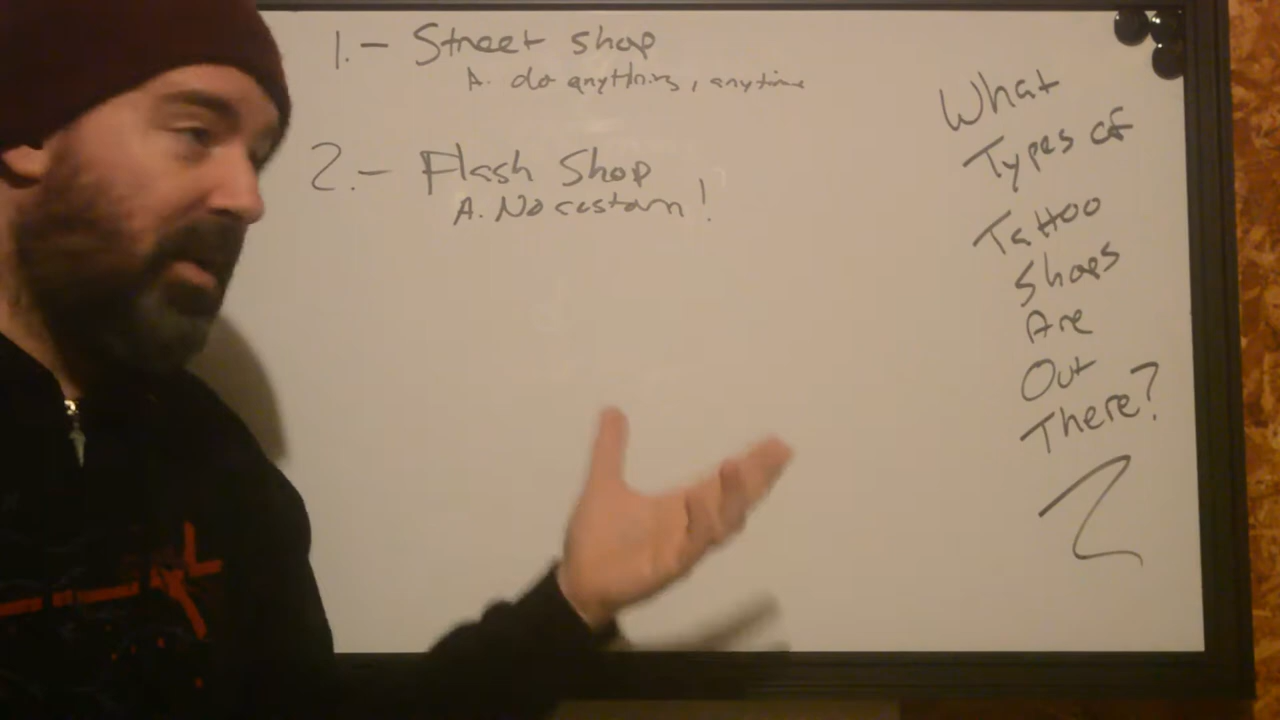 1.- Street shop
A. do anything, anytime
2.- Flash Shop
A. No custom!
What
Types of
Tattoo
Shops
Are
Out
There?